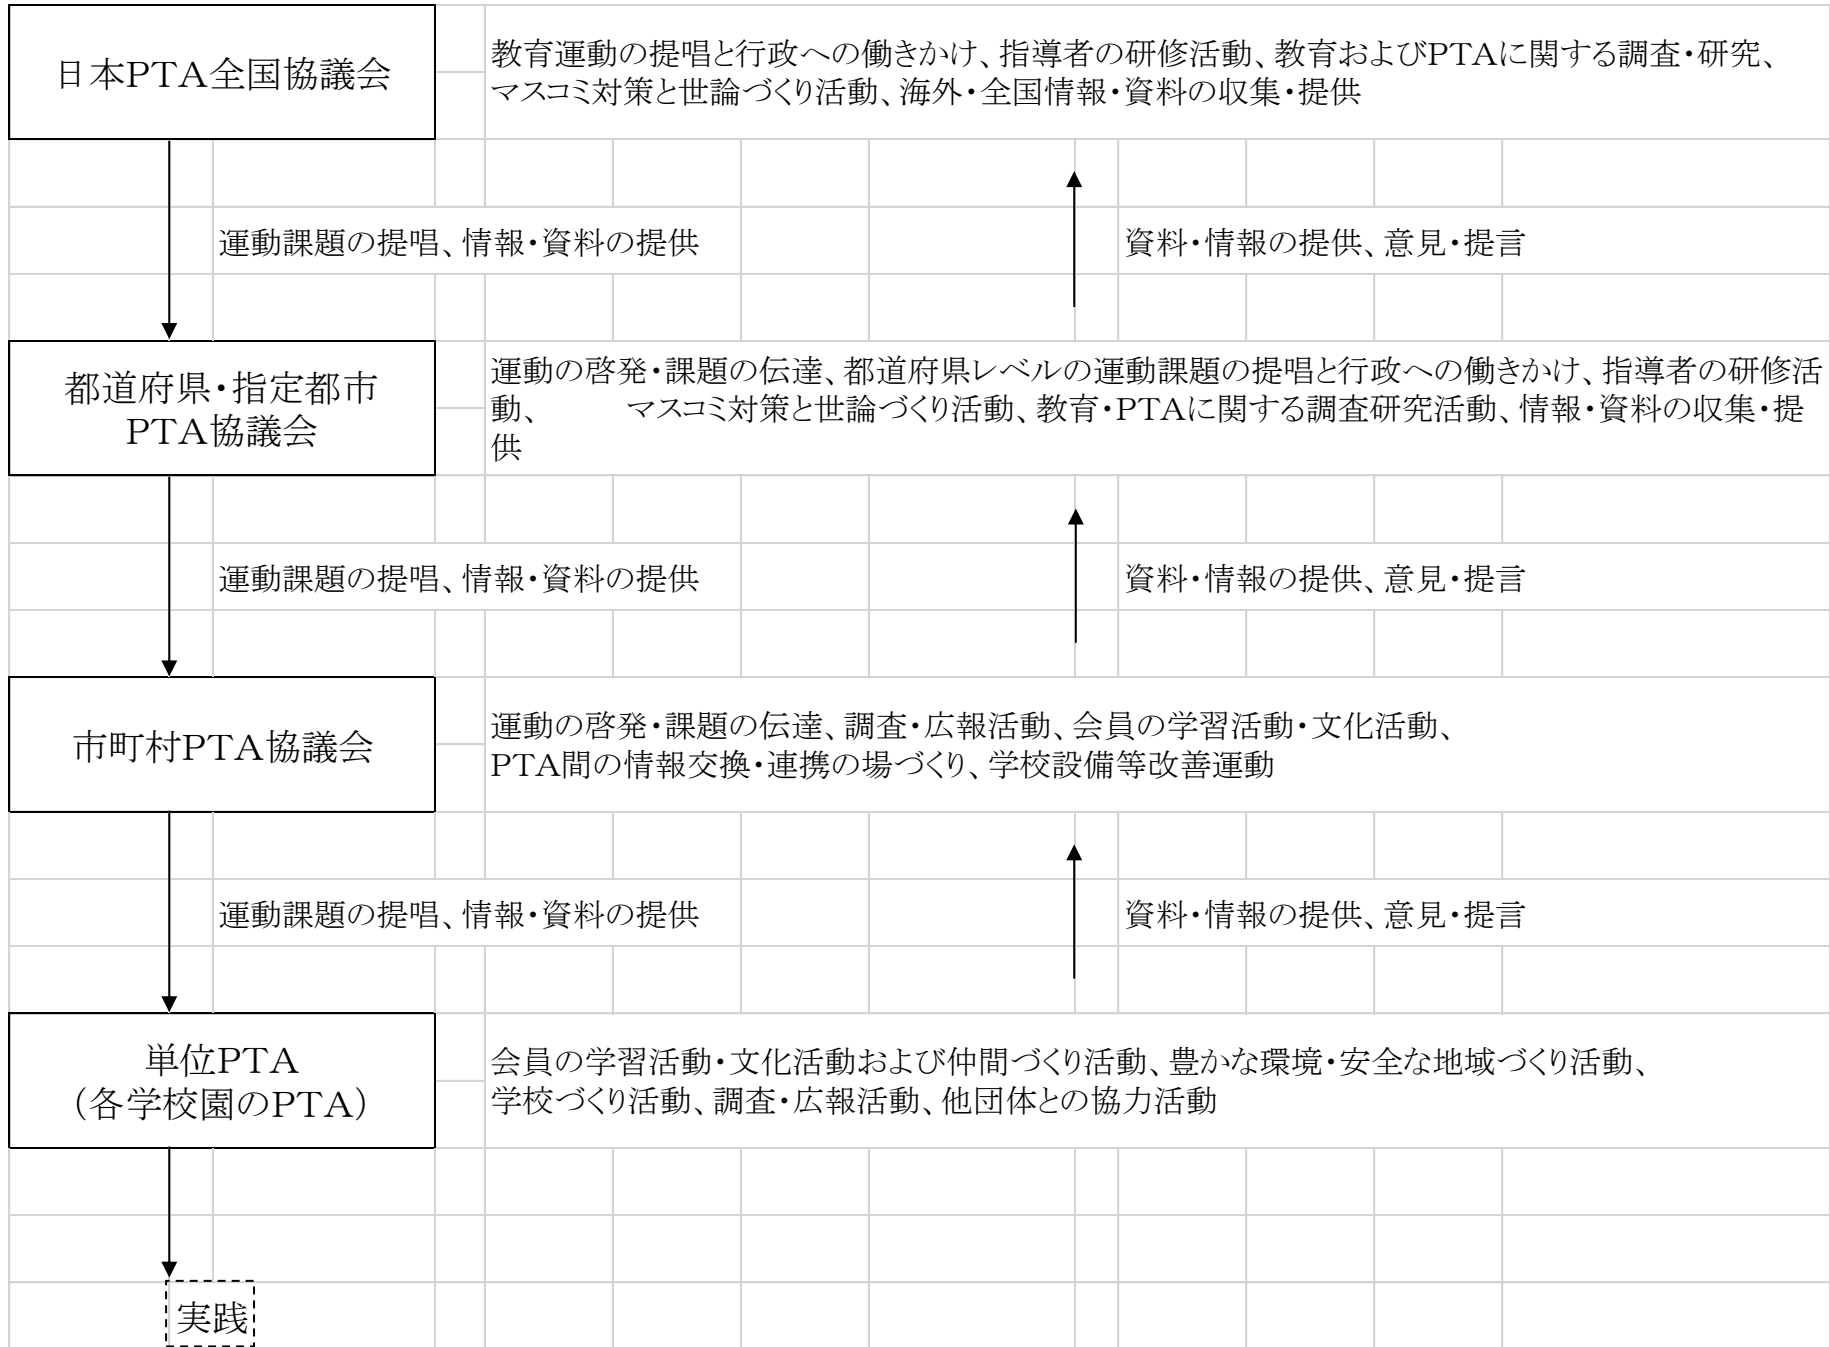 日本PTA全国協議会
教育運動の提唱と行政への働きかけ、指導者の研修活動、教育およびPTAに関する調査・研究、
マスコミ対策と世論づくり活動、海外・全国情報・資料の収集・提供
運動課題の提唱、情報・資料の提供
資料・情報の提供、意見・提言
都道府県・指定都市
PTA協議会
運動の啓発・課題の伝達、都道府県レベルの運動課題の提唱と行政への働きかけ、指導者の研修活
動、　　　マスコミ対策と世論づくり活動、教育・PTAに関する調査研究活動、情報・資料の収集・提
供
運動課題の提唱、情報・資料の提供
資料・情報の提供、意見・提言
市町村PTA協議会
運動の啓発・課題の伝達、調査・広報活動、会員の学習活動・文化活動、
PTA間の情報交換・連携の場づくり、学校設備等改善運動
運動課題の提唱、情報・資料の提供
資料・情報の提供、意見・提言
単位PTA
（各学校園のPTA）
会員の学習活動・文化活動および仲間づくり活動、豊かな環境・安全な地域づくり活動、
学校づくり活動、調査・広報活動、他団体との協力活動
実践